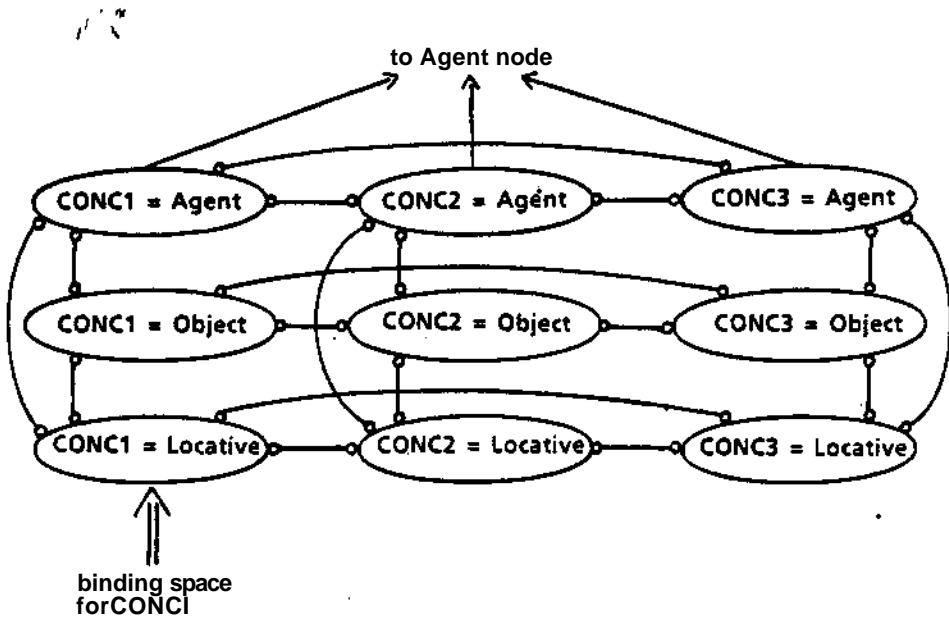 to Agent node
CONC1 = Agent
CONC2 = Agent
CONC3 = Agent
CONC1 = Object
CONC2 = Object
CONC3 = Object
CONC1 = Locative
CONC2 = Locative
CONC3 = Locative
binding space
forCONCI